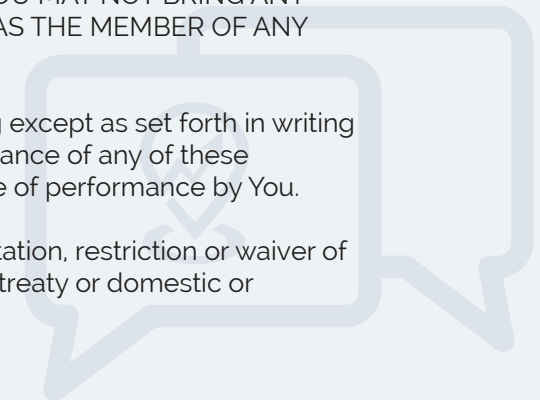 OU MAY NOT BRING ANY
AS THE MEMBER OF ANY
g except as set forth in writing
ance of any of these
e of performance by You.
tation, restriction or waiver of
treaty or domestic or